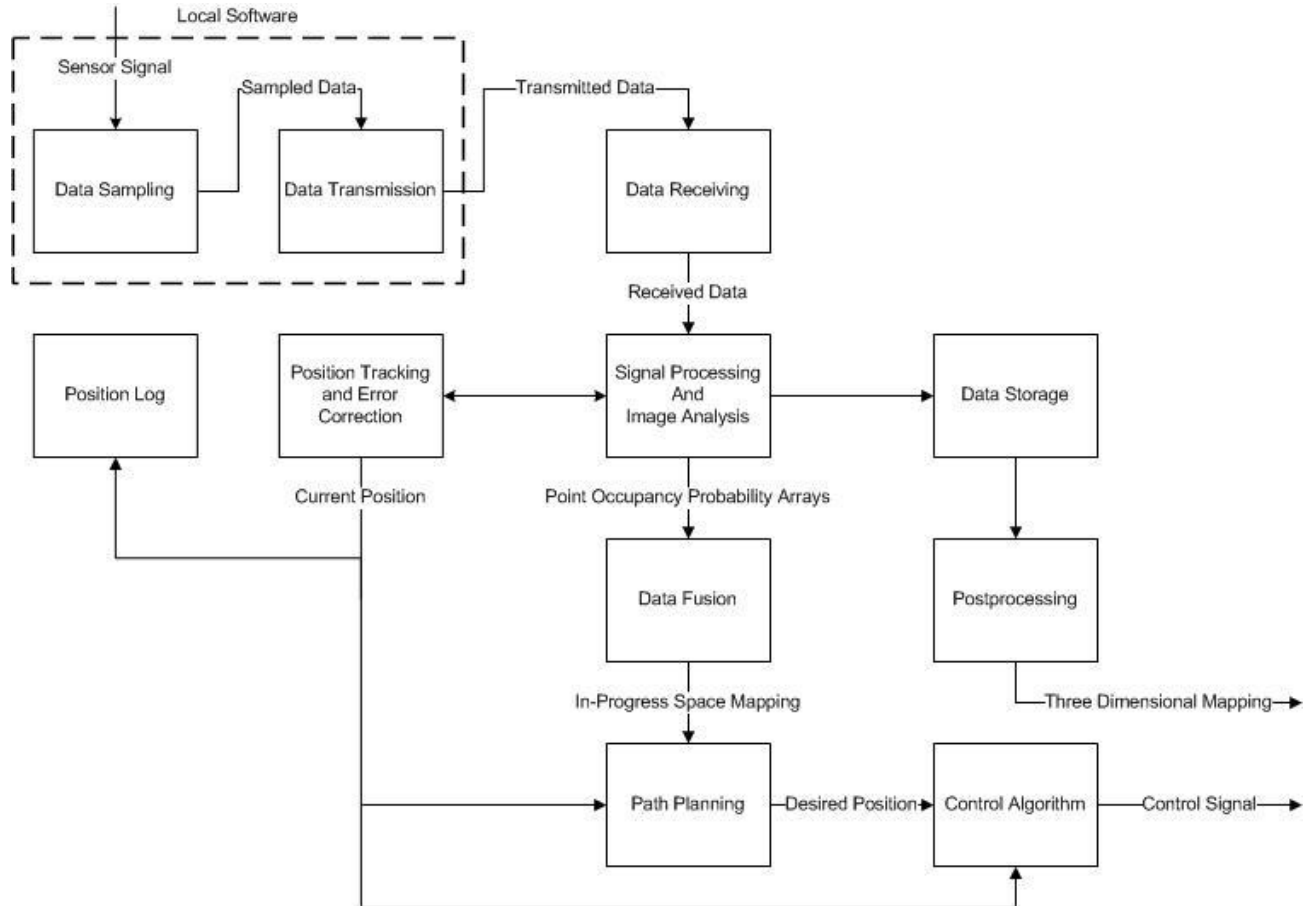 Local Software
Sensor Signal
Sampled Data
Transmitted Data
Data Sampling
Data Transmission
Data Receiving
Received Data
Position Log
Position Tracking
and Error
Correction
Signal Processing
And
Image Analysis
Data Storage
Current Position
Point Occupancy Probability Arrays
Data Fusion
Postprocessing
In-Progress Space Mapping
Three Dimensional Mapping
Path Planning
Desired Position
Control Algorithm
Control Signal